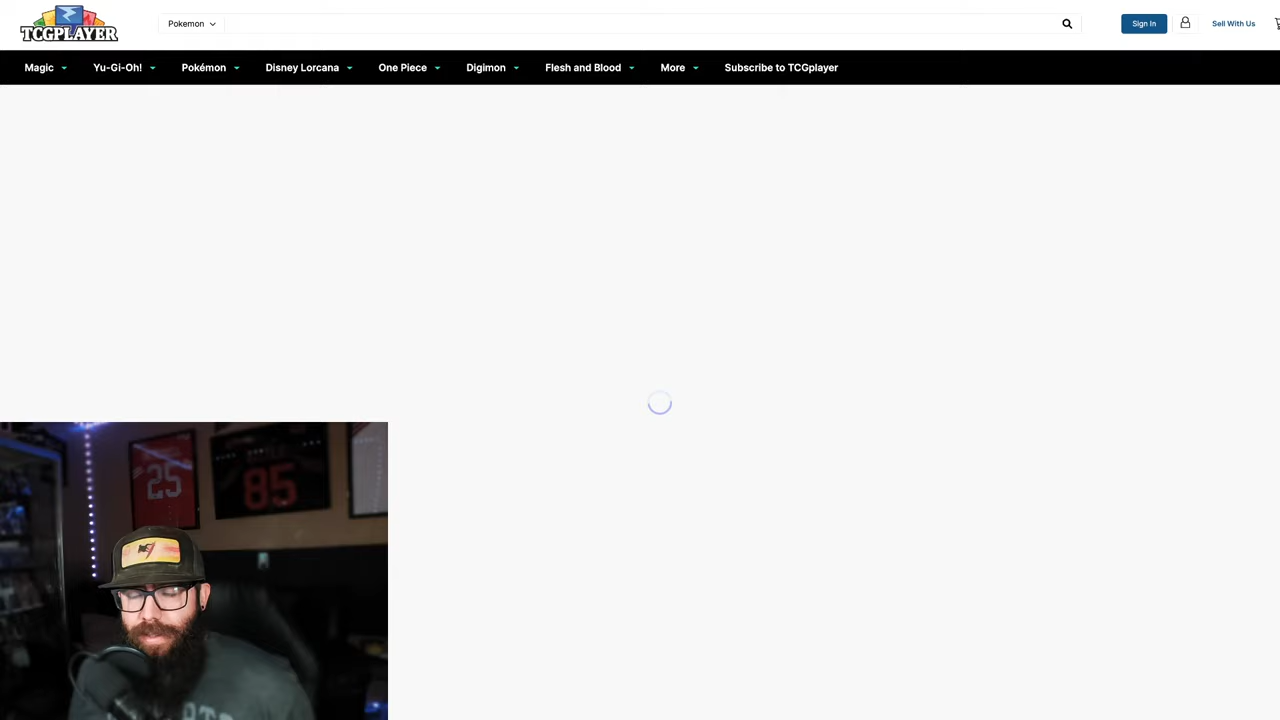 TCGPLAYER
Pokemon
Sign In
Sell With Us
Magic
Yu-Gi-Oh!
Pokémon
Disney Lorcana
One Piece
Digimon
Flesh and Blood
More
Subscribe to TCGplayer
25
85